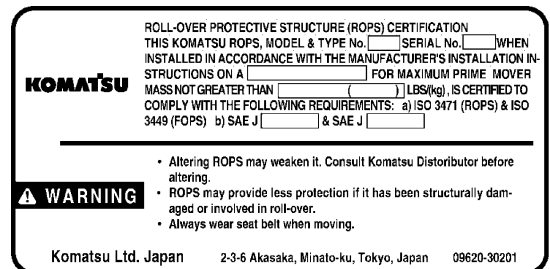 ROLL-OVER PROTECTIVE STRUCTURE (ROPS) CERTIFICATION
THIS KOMATSU ROPS, MODEL & TYPE No. SERIAL No. WHEN
INSTALLED IN ACCORDANCE WITH THE MANUFACTURER'S INSTALLATION IN-
KOMATSU
STRUCTIONS ON A FOR MAXIMUM PRIME MOVER
MASS NOT GREATER THAN ( ) LBS/(kg), IS CERTIFIED TO
COMPLY WITH THE FOLLOWING REQUIREMENTS: a) ISO 3471 (ROPS) & ISO
3449 (FOPS) b) SAE J & SAE J
WARNING
• Altering ROPS may weaken it. Consult Komatsu Distoributor before
altering.
• ROPS may provide less protection if it has been structurally dam-
aged or involved in roll-over.
• Always wear seat belt when moving.
Komatsu Ltd. Japan 2-3-6 Akasaka, Minato-ku, Tokyo, Japan 09620-30201